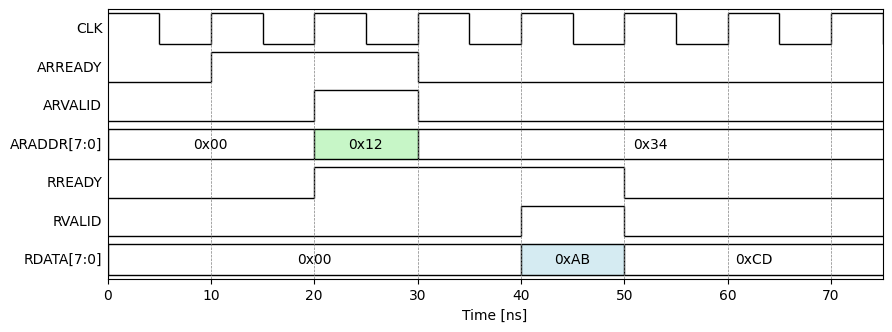 CLK
ARREADY
ARVALID
ARADDR[7:0] 0x00 0x12 0x34
RREADY
RVALID
RDATA[7:0] 0x00 0xAB 0xCD
0 10 20 30 40 50 60 70
Time [ns]